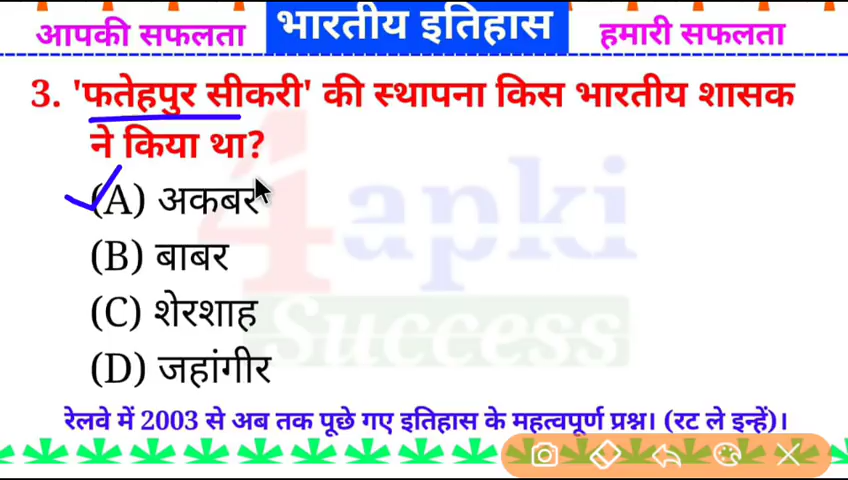 आपकी सफलता भारतीय इतिहास हमारी सफलता
3. 'फतेहपुर सीकरी' की स्थापना किस भारतीय शासक
ने किया था?
(A) अकबर
(B) बाबर
(C) शेरशाह
(D) जहांगीर
4apki
Success
रेलवे में 2003 से अब तक पूछे गए इतिहास के महत्वपूर्ण प्रश्न। (रट ले इन्हें)।